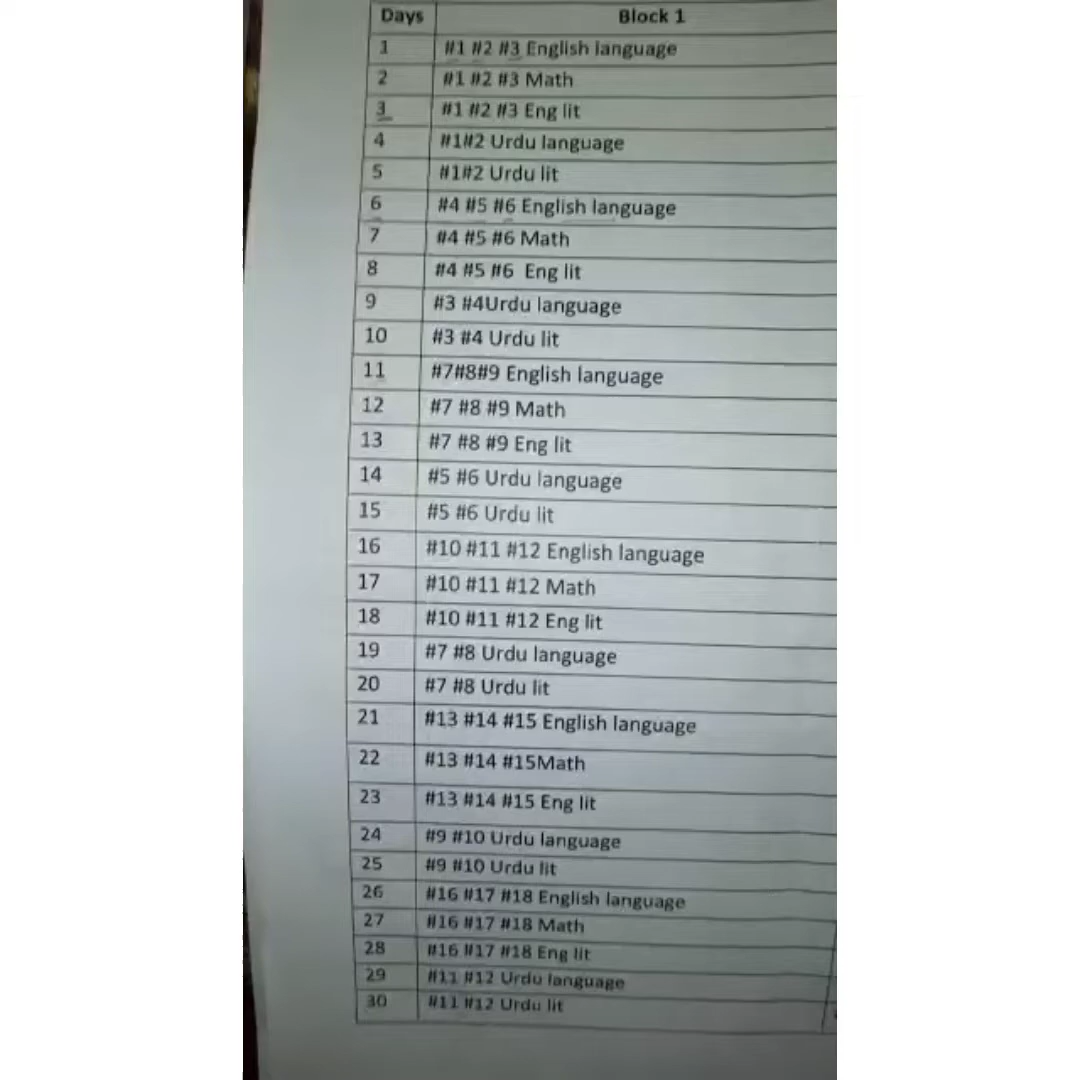 Days Block 1
1 #1 #2 #3 English language
2 #1 #2 #3 Math
3 #1 #2 #3 Eng lit
4 #1#2 Urdu language
5 #1#2 Urdu lit
6 #4 #5 #6 English language
7 #4 #5 #6 Math
8 #4 #5 #6 Eng lit
9 #3 #4Urdu language
10 #3 #4 Urdu lit
11 #7#8#9 English language
12 #7 #8 #9 Math
13 #7 #8 #9 Eng lit
14 #5 #6 Urdu language
15 #5 #6 Urdu lit
16 #10 #11 #12 English language
17 #10 #11 #12 Math
18 #10 #11 #12 Eng lit
19 #7 #8 Urdu language
20 #7 #8 Urdu lit
21 #13 #14 #15 English language
22 #13 #14 #15Math
23 #13 #14 #15 Eng lit
24 #9 #10 Urdu language
25 #9 #10 Urdu lit
26 #16 #17 #18 English language
27 #16 #17 #18 Math
28 #16 #17 #18 Eng lit
29 #11 #12 Urdu language
30 #11 #12 Urdu lit